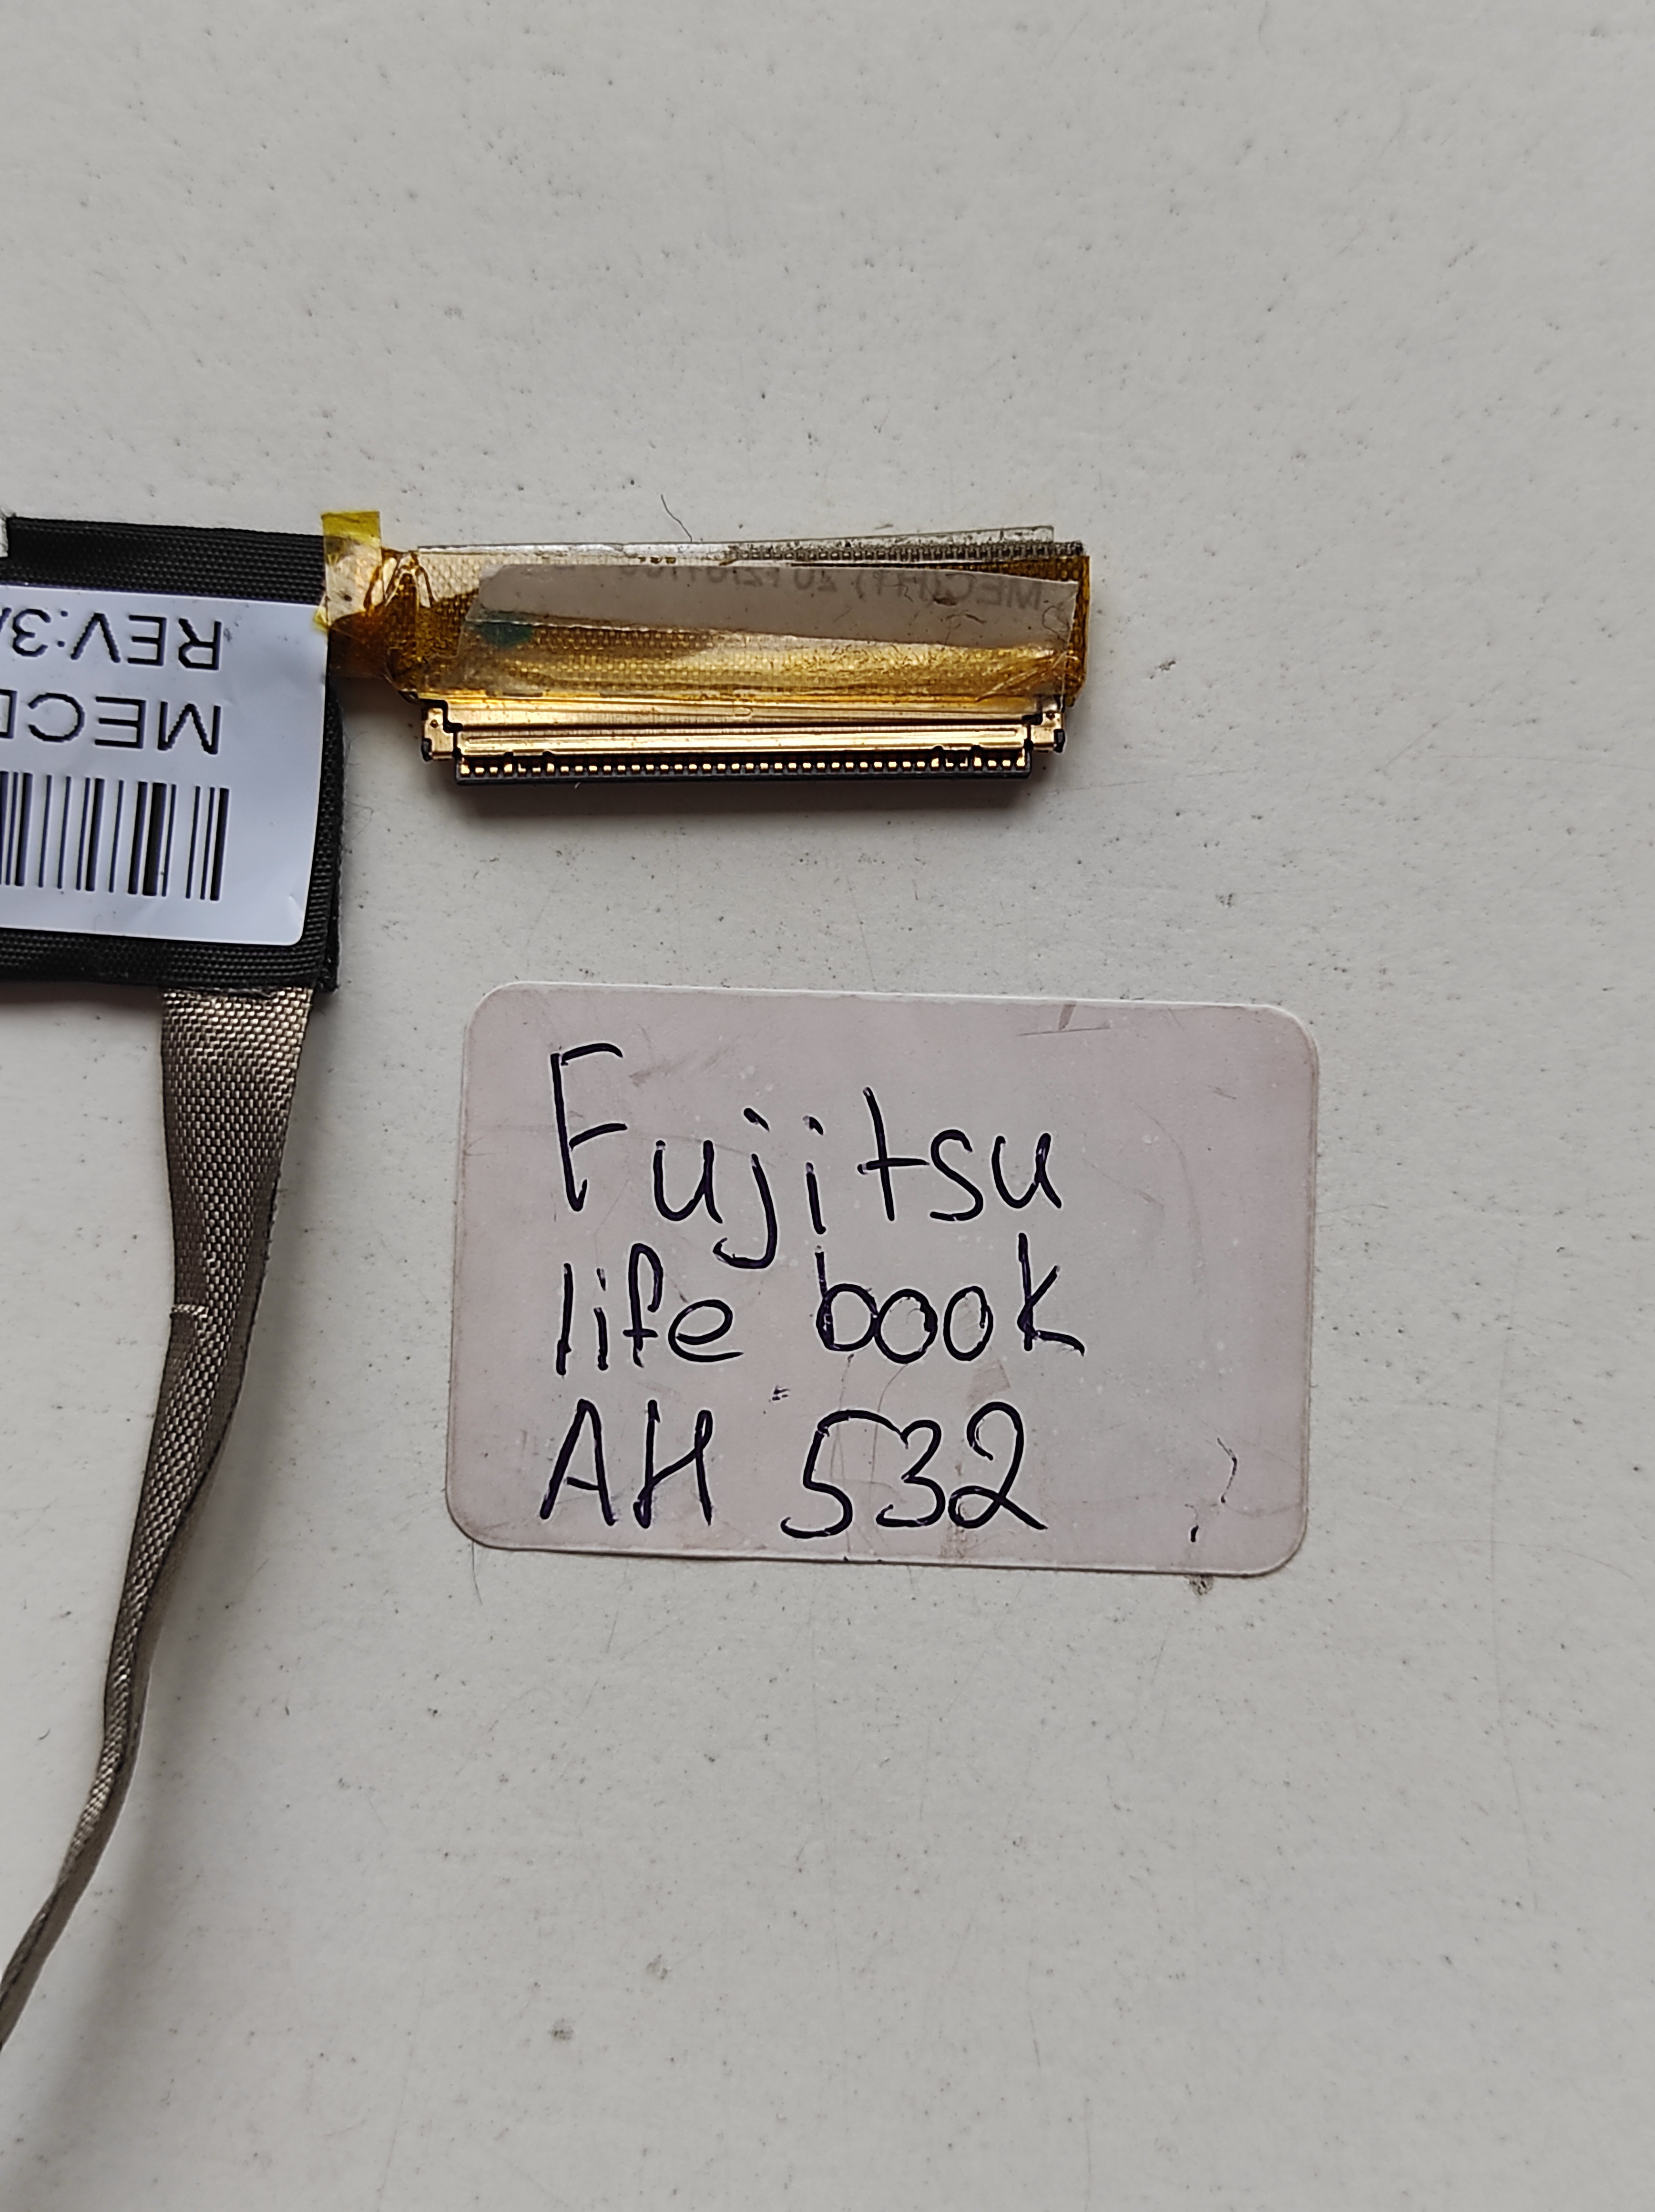 REV:3A
MECD
Fujitsu
life book
AH 532